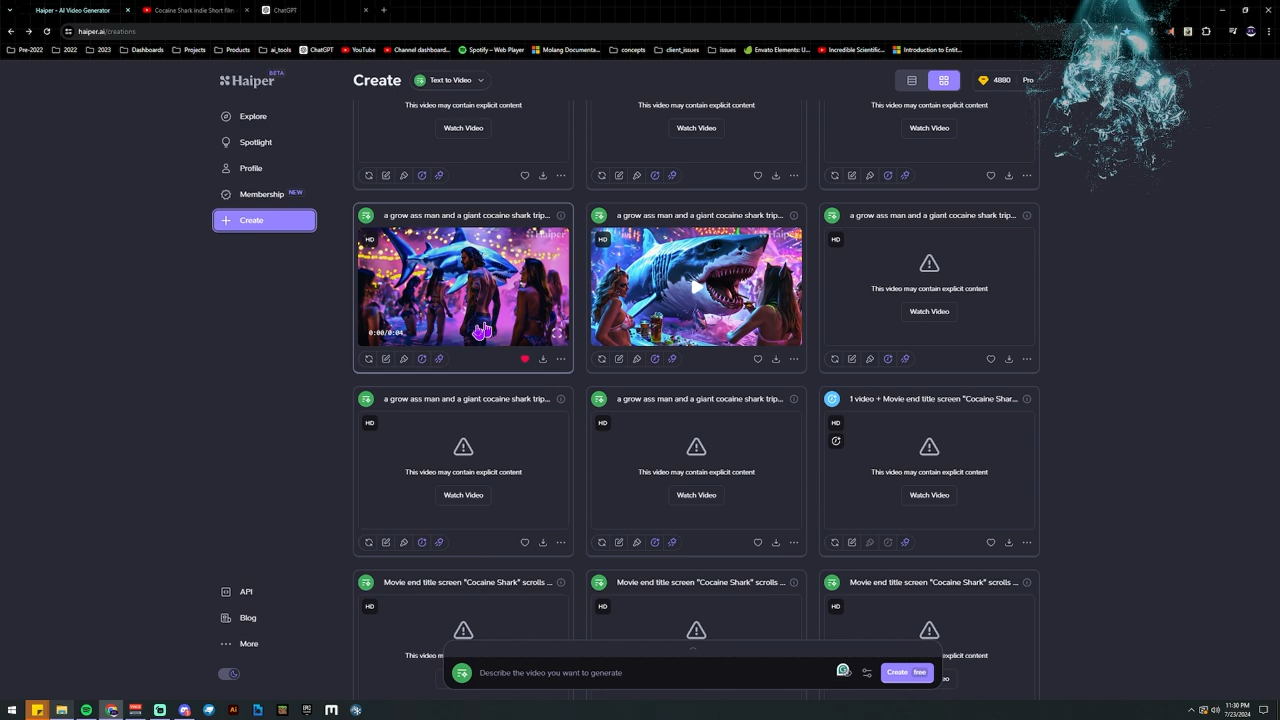 Haiper - AI Video Generator
Cocaine Shark indie Short film
ChatGPT
haiper.ai/creations
Pre-2022
2022
2023
Dashboards
Projects
Products
ai_tools
ChatGPT
YouTube
Channel dashboard...
Spotify – Web Player
Molang Documenta...
concepts
client_issues
issues
Envato Elements: U...
Incredible Scientific...
Introduction to Entit...
Haiper
BETA
Create
Text to Video
4880
Pro
Explore
Spotlight
Profile
Membership NEW
Create
This video may contain explicit content
This video may contain explicit content
This video may contain explicit content
Watch Video
Watch Video
Watch Video
a grow ass man and a giant cocaine shark trip...
a grow ass man and a giant cocaine shark trip...
a grow ass man and a giant cocaine shark trip...
HD
Haiper
HD
Haiper
HD
This video may contain explicit content
Watch Video
0:00/0:04
a grow ass man and a giant cocaine shark trip...
a grow ass man and a giant cocaine shark trip...
1 video + Movie end title screen "Cocaine Shar...
HD
HD
HD
This video may contain explicit content
This video may contain explicit content
This video may contain explicit content
Watch Video
Watch Video
Watch Video
Movie end title screen "Cocaine Shark" scrolls ...
Movie end title screen "Cocaine Shark" scrolls ...
Movie end title screen "Cocaine Shark" scrolls ...
HD
HD
HD
This video
API
Blog
More
Describe the video you want to generate
Create free
11:30 PM
7/23/2024